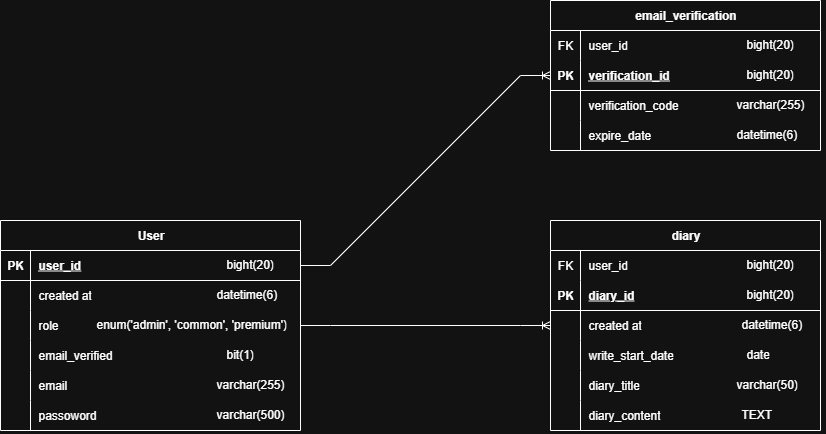 email_verification
FK user_id bight(20)
PK verification_id bight(20)
verification_code varchar(255)
expire_date datetime(6)
User
PK user_id bight(20)
created at datetime(6)
role enum('admin', 'common', 'premium')
email_verified bit(1)
email varchar(255)
passoword varchar(500)
diary
FK user_id bight(20)
PK diary_id bight(20)
created at datetime(6)
write_start_date date
diary_title varchar(50)
diary_content TEXT